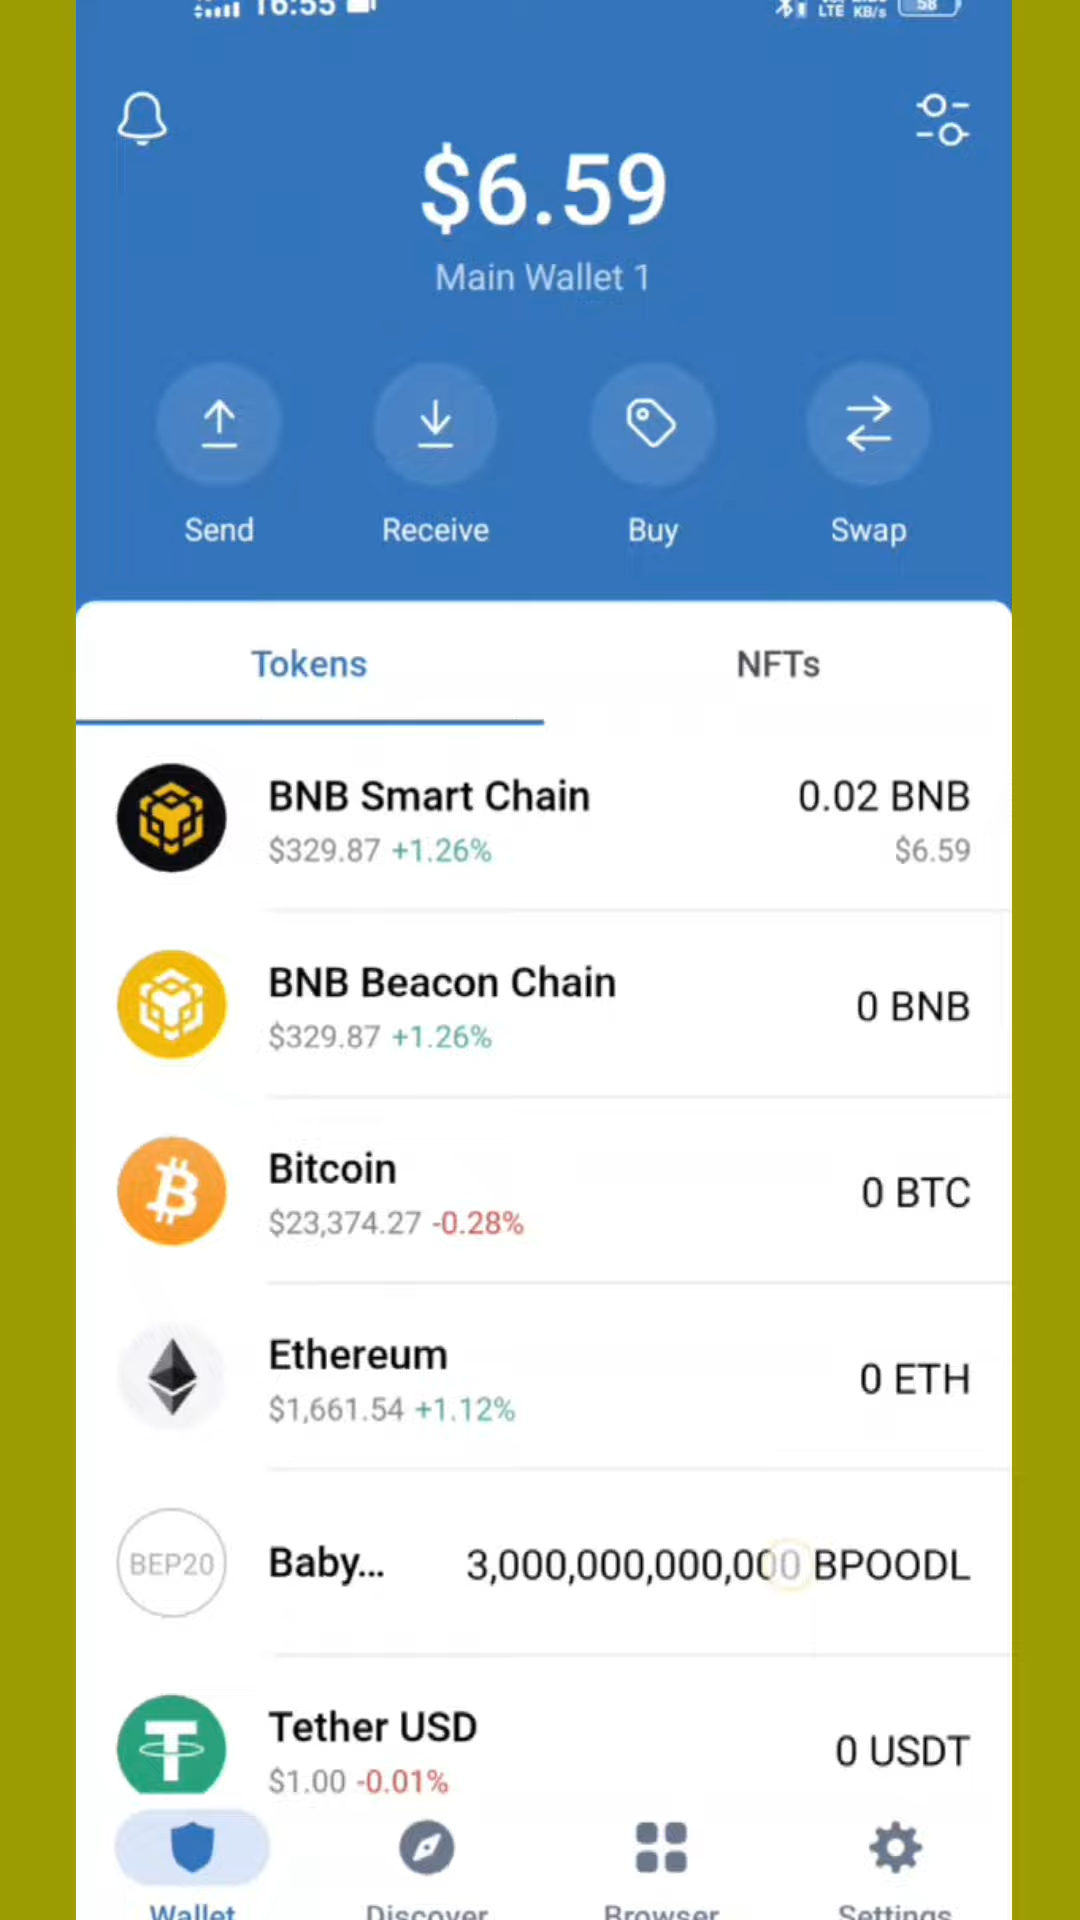 16:55
LTE KB/s 58
$6.59
Main Wallet 1
Send Receive Buy Swap
Tokens NFTs
BNB Smart Chain 0.02 BNB
$329.87 +1.26% $6.59
BNB Beacon Chain
0 BNB
$329.87 +1.26%
Bitcoin
0 BTC
$23,374.27 -0.28%
Ethereum
0 ETH
$1,661.54 +1.12%
BEP20 Baby... 3,000,000,000,000 BPOODL
Tether USD
0 USDT
$1.00 -0.01%
Wallet Discover Browser Settings